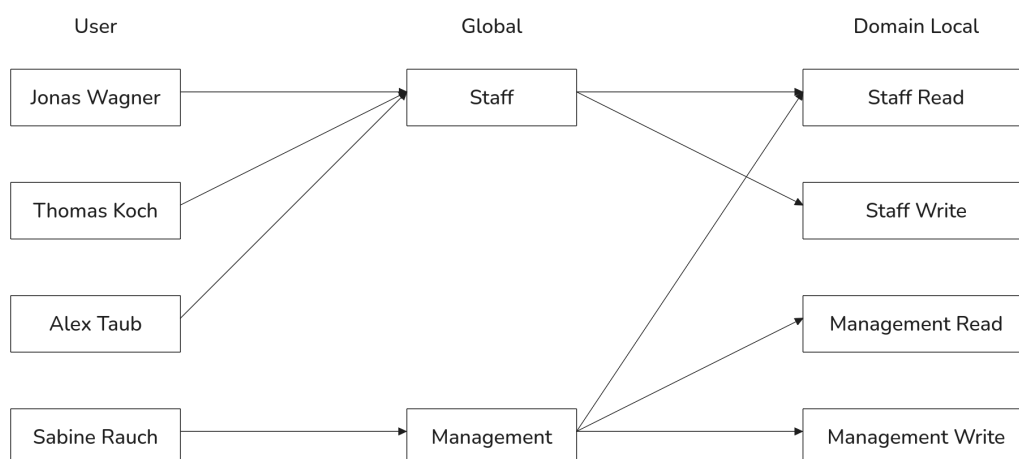 User
Global
Domain Local
Jonas Wagner
Staff
Staff Read
Thomas Koch
Staff Write
Alex Taub
Management Read
Sabine Rauch
Management
Management Write